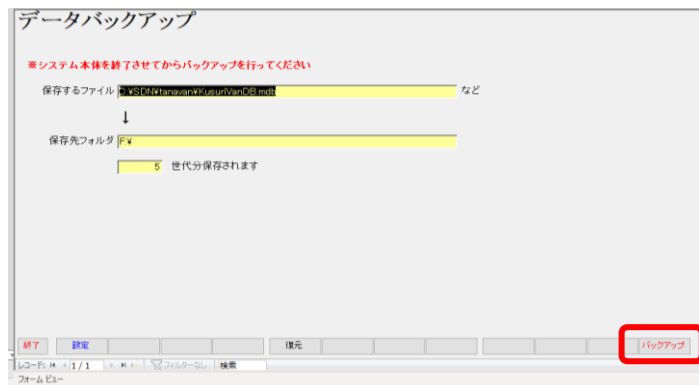 データバックアップ
※システム本体を終了させてからバックアップを行ってください
保存するファイル D:¥SDN¥tanavan¥KusuriVanDB.mdb など
↓
保存先フォルダ F:¥
5 世代分保存されます
終了 設定 復元 バックアップ
レコード: 1 / 1 フィルターなし 検索
フォーム ビュー